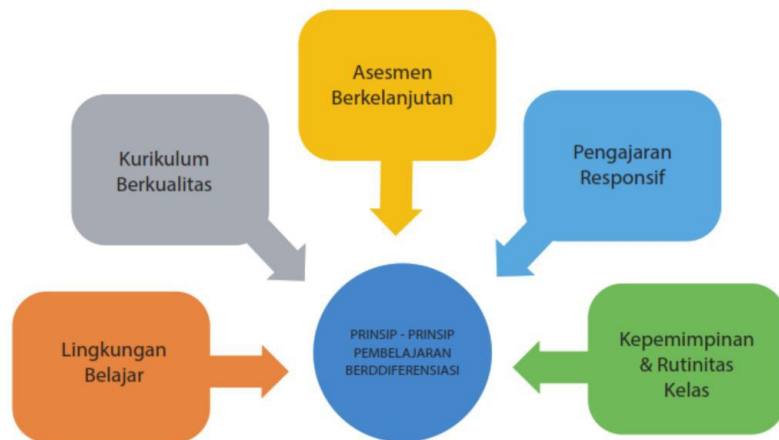 Asesmen
Berkelanjutan
Kurikulum
Berkualitas
Pengajaran
Responsif
Lingkungan
Belajar
PRINSIP - PRINSIP
PEMBELAJARAN
BERDDIFERENSIASI
Kepemimpinan
& Rutinitas
Kelas